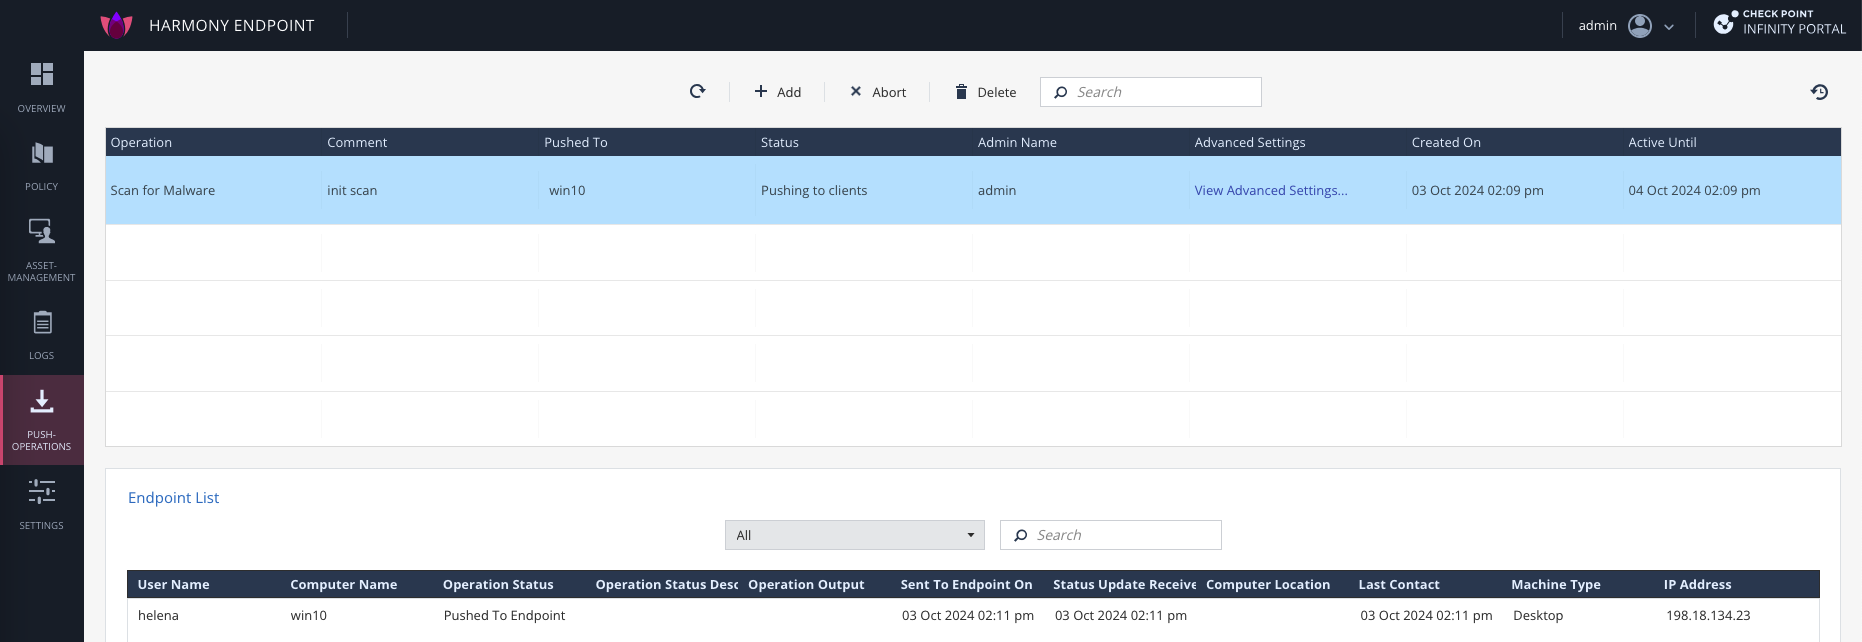 HARMONY ENDPOINT
admin
CHECK POINT
INFINITY PORTAL
OVERVIEW
POLICY
ASSET-
MANAGEMENT
LOGS
PUSH-
OPERATIONS
SETTINGS
Add Abort Delete Search
Operation Comment Pushed To Status Admin Name Advanced Settings Created On Active Until
Scan for Malware init scan win10 Pushing to clients admin View Advanced Settings... 03 Oct 2024 02:09 pm 04 Oct 2024 02:09 pm
Endpoint List
All Search
User Name Computer Name Operation Status Operation Status Desc Operation Output Sent To Endpoint On Status Update Receive Computer Location Last Contact Machine Type IP Address
helena win10 Pushed To Endpoint 03 Oct 2024 02:11 pm 03 Oct 2024 02:11 pm 03 Oct 2024 02:11 pm Desktop 198.18.134.23